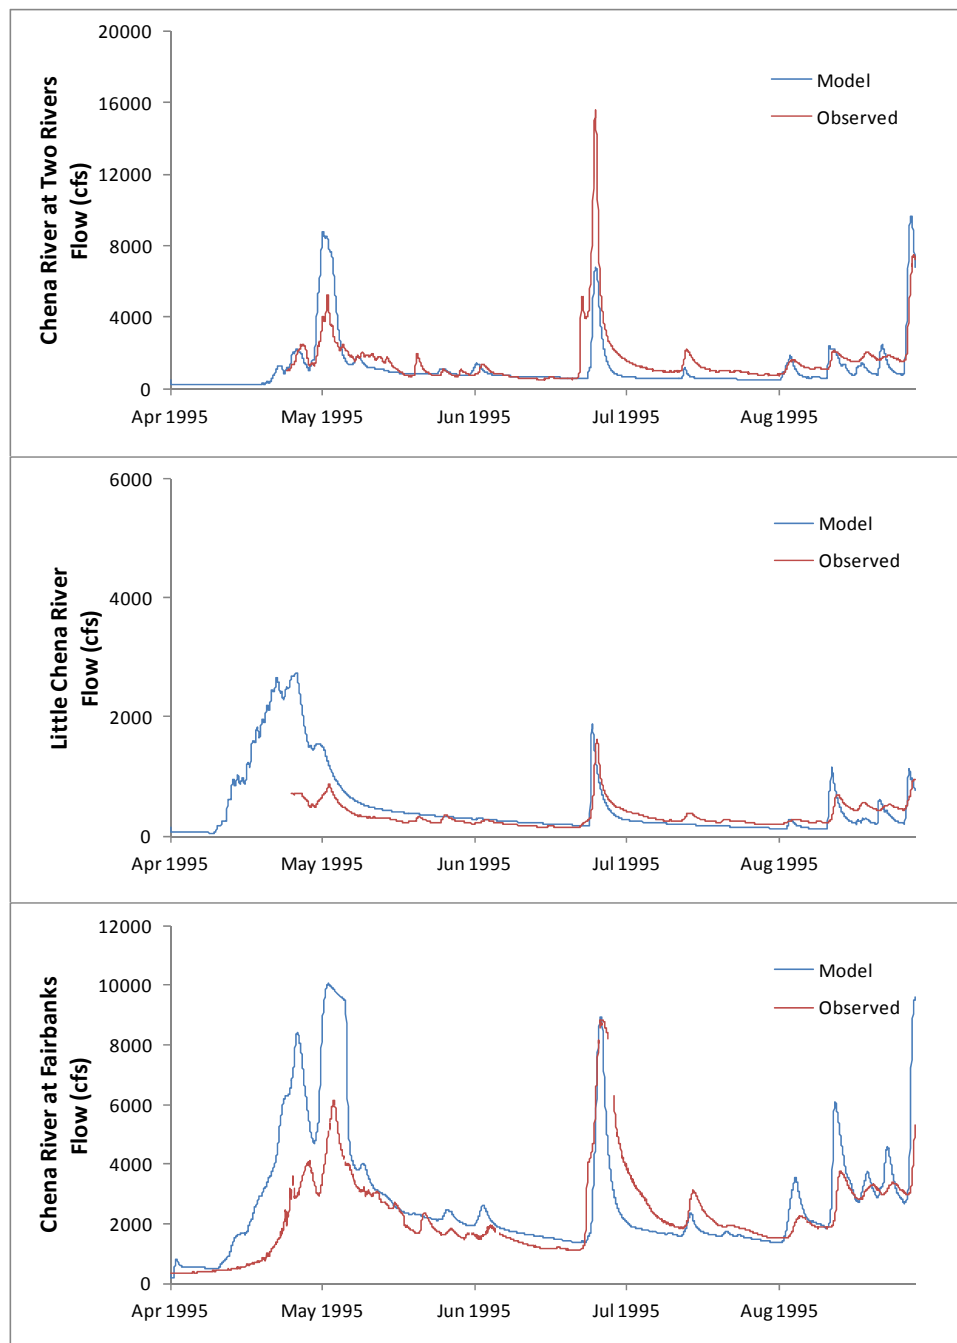 Chena River at Two Rivers
Flow (cfs)
20000
16000
12000
8000
4000
0
Model
Observed
Apr 1995
May 1995
Jun 1995
Jul 1995
Aug 1995
Little Chena River
Flow (cfs)
6000
4000
2000
0
Model
Observed
Apr 1995
May 1995
Jun 1995
Jul 1995
Aug 1995
Chena River at Fairbanks
Flow (cfs)
12000
10000
8000
6000
4000
2000
0
Model
Observed
Apr 1995
May 1995
Jun 1995
Jul 1995
Aug 1995